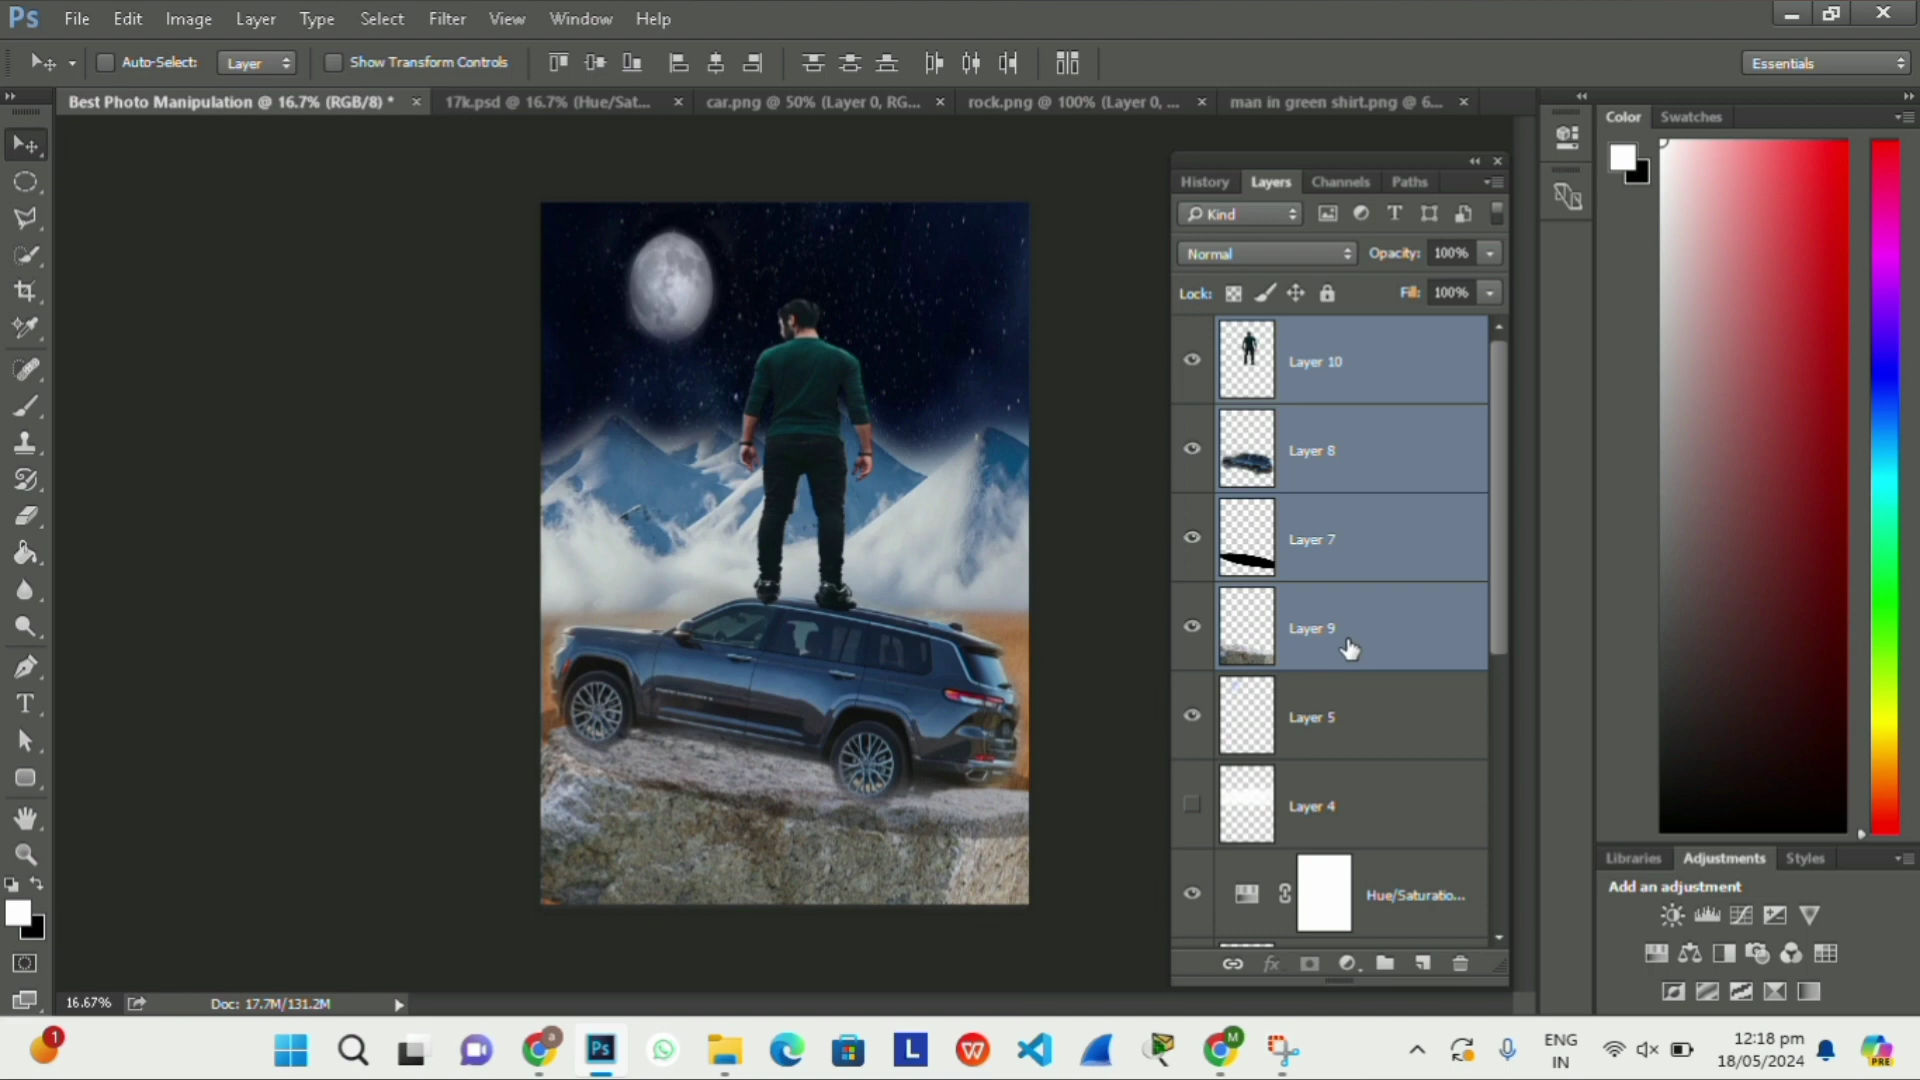 Ps File Edit Image Layer Type Select Filter View Window Help
Auto-Select: Layer Show Transform Controls Essentials
Best Photo Manipulation @ 16.7% (RGB/8) * × 17k.psd @ 16.7% (Hue/Sat... × car.png @ 50% (Layer 0, RG... × rock.png @ 100% (Layer 0, ... × man in green shirt.png @ 6... ×
Color Swatches
History Layers Channels Paths
Kind
Normal Opacity: 100%
Lock: Fill: 100%
Layer 10
Layer 8
Layer 7
Layer 9
Layer 5
Layer 4
Hue/Saturatio...
Libraries Adjustments Styles
Add an adjustment
16.67% Doc: 17.7M/131.2M
1 a Ps L W M ENG IN 12:18 pm 18/05/2024 PRE